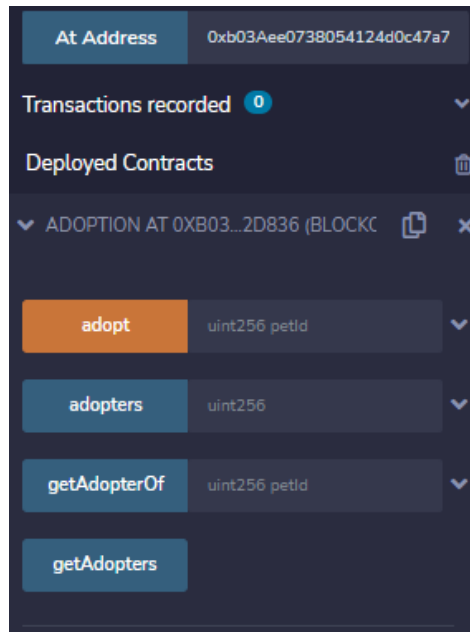 At Address 0xb03Aee0738054124d0c47a7
Transactions recorded 0
Deployed Contracts
ADOPTION AT 0XB03...2D836 (BLOCKC
adopt uint256 petId
adopters uint256
getAdopterOf uint256 petId
getAdopters